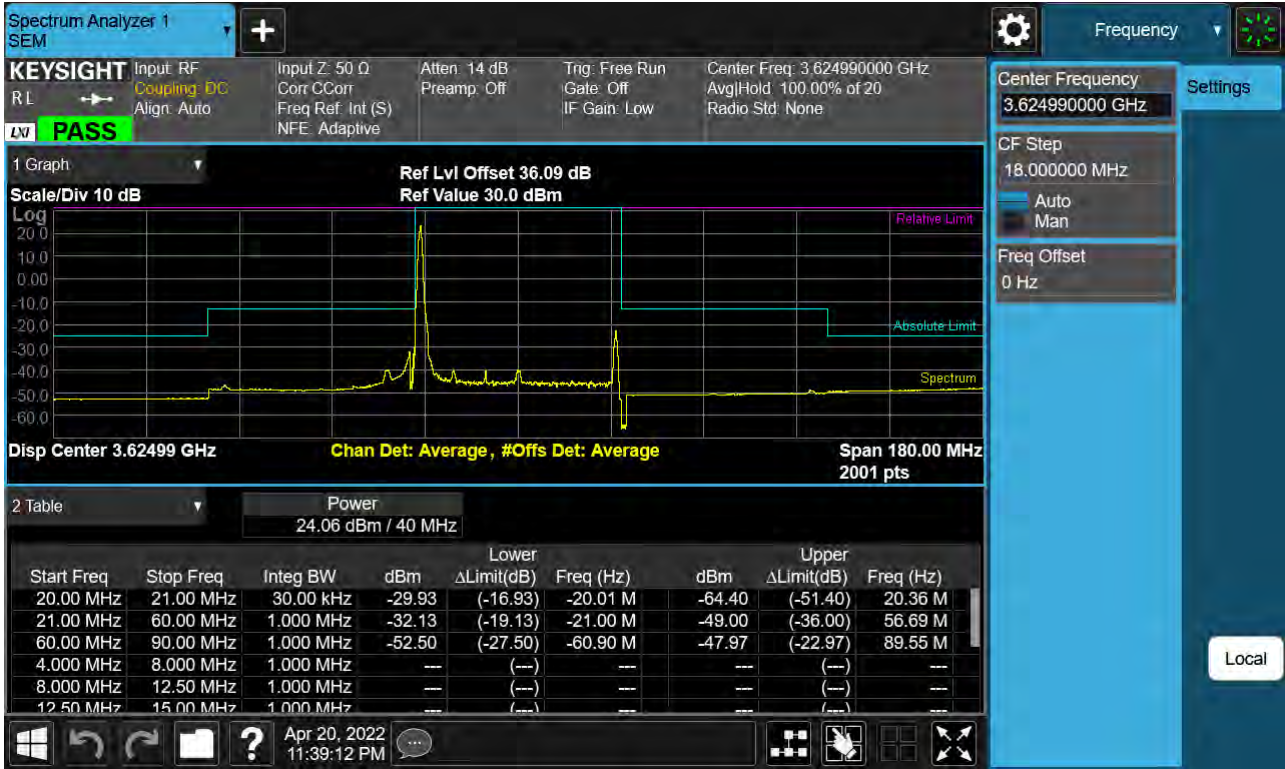 Spectrum Analyzer 1
SEM
+
Frequency
KEYSIGHT
Input: RF
Input Z: 50 Ω
Atten: 14 dB
Trig: Free Run
Center Freq: 3.624990000 GHz
RL
Coupling: DC
Corr CCorr
Preamp: Off
Gate: Off
Avg|Hold: 100.00% of 20
Align: Auto
Freq Ref: Int (S)
IF Gain: Low
Radio Std: None
LXI
PASS
NFE: Adaptive
Center Frequency
3.624990000 GHz
Settings
CF Step
18.000000 MHz
Auto
Man
Freq Offset
0 Hz
1 Graph
Ref Lvl Offset 36.09 dB
Scale/Div 10 dB
Ref Value 30.0 dBm
Log
Relative Limit
20.0
10.0
0.00
-10.0
-20.0
Absolute Limit
-30.0
-40.0
Spectrum
-50.0
-60.0
Disp Center 3.62499 GHz
Chan Det: Average, #Offs Det: Average
Span 180.00 MHz
2001 pts
2 Table
Power
24.06 dBm / 40 MHz
Lower Upper
Start Freq Stop Freq Integ BW dBm ΔLimit(dB) Freq (Hz) dBm ΔLimit(dB) Freq (Hz)
20.00 MHz 21.00 MHz 30.00 kHz -29.93 (-16.93) -20.01 M -64.40 (-51.40) 20.36 M
21.00 MHz 60.00 MHz 1.000 MHz -32.13 (-19.13) -21.00 M -49.00 (-36.00) 56.69 M
60.00 MHz 90.00 MHz 1.000 MHz -52.50 (-27.50) -60.90 M -47.97 (-22.97) 89.55 M
4.000 MHz 8.000 MHz 1.000 MHz --- (---) --- --- (---) ---
8.000 MHz 12.50 MHz 1.000 MHz --- (---) --- --- (---) ---
12.50 MHz 15.00 MHz 1.000 MHz --- (---) --- --- (---) ---
Local
?
Apr 20, 2022
11:39:12 PM